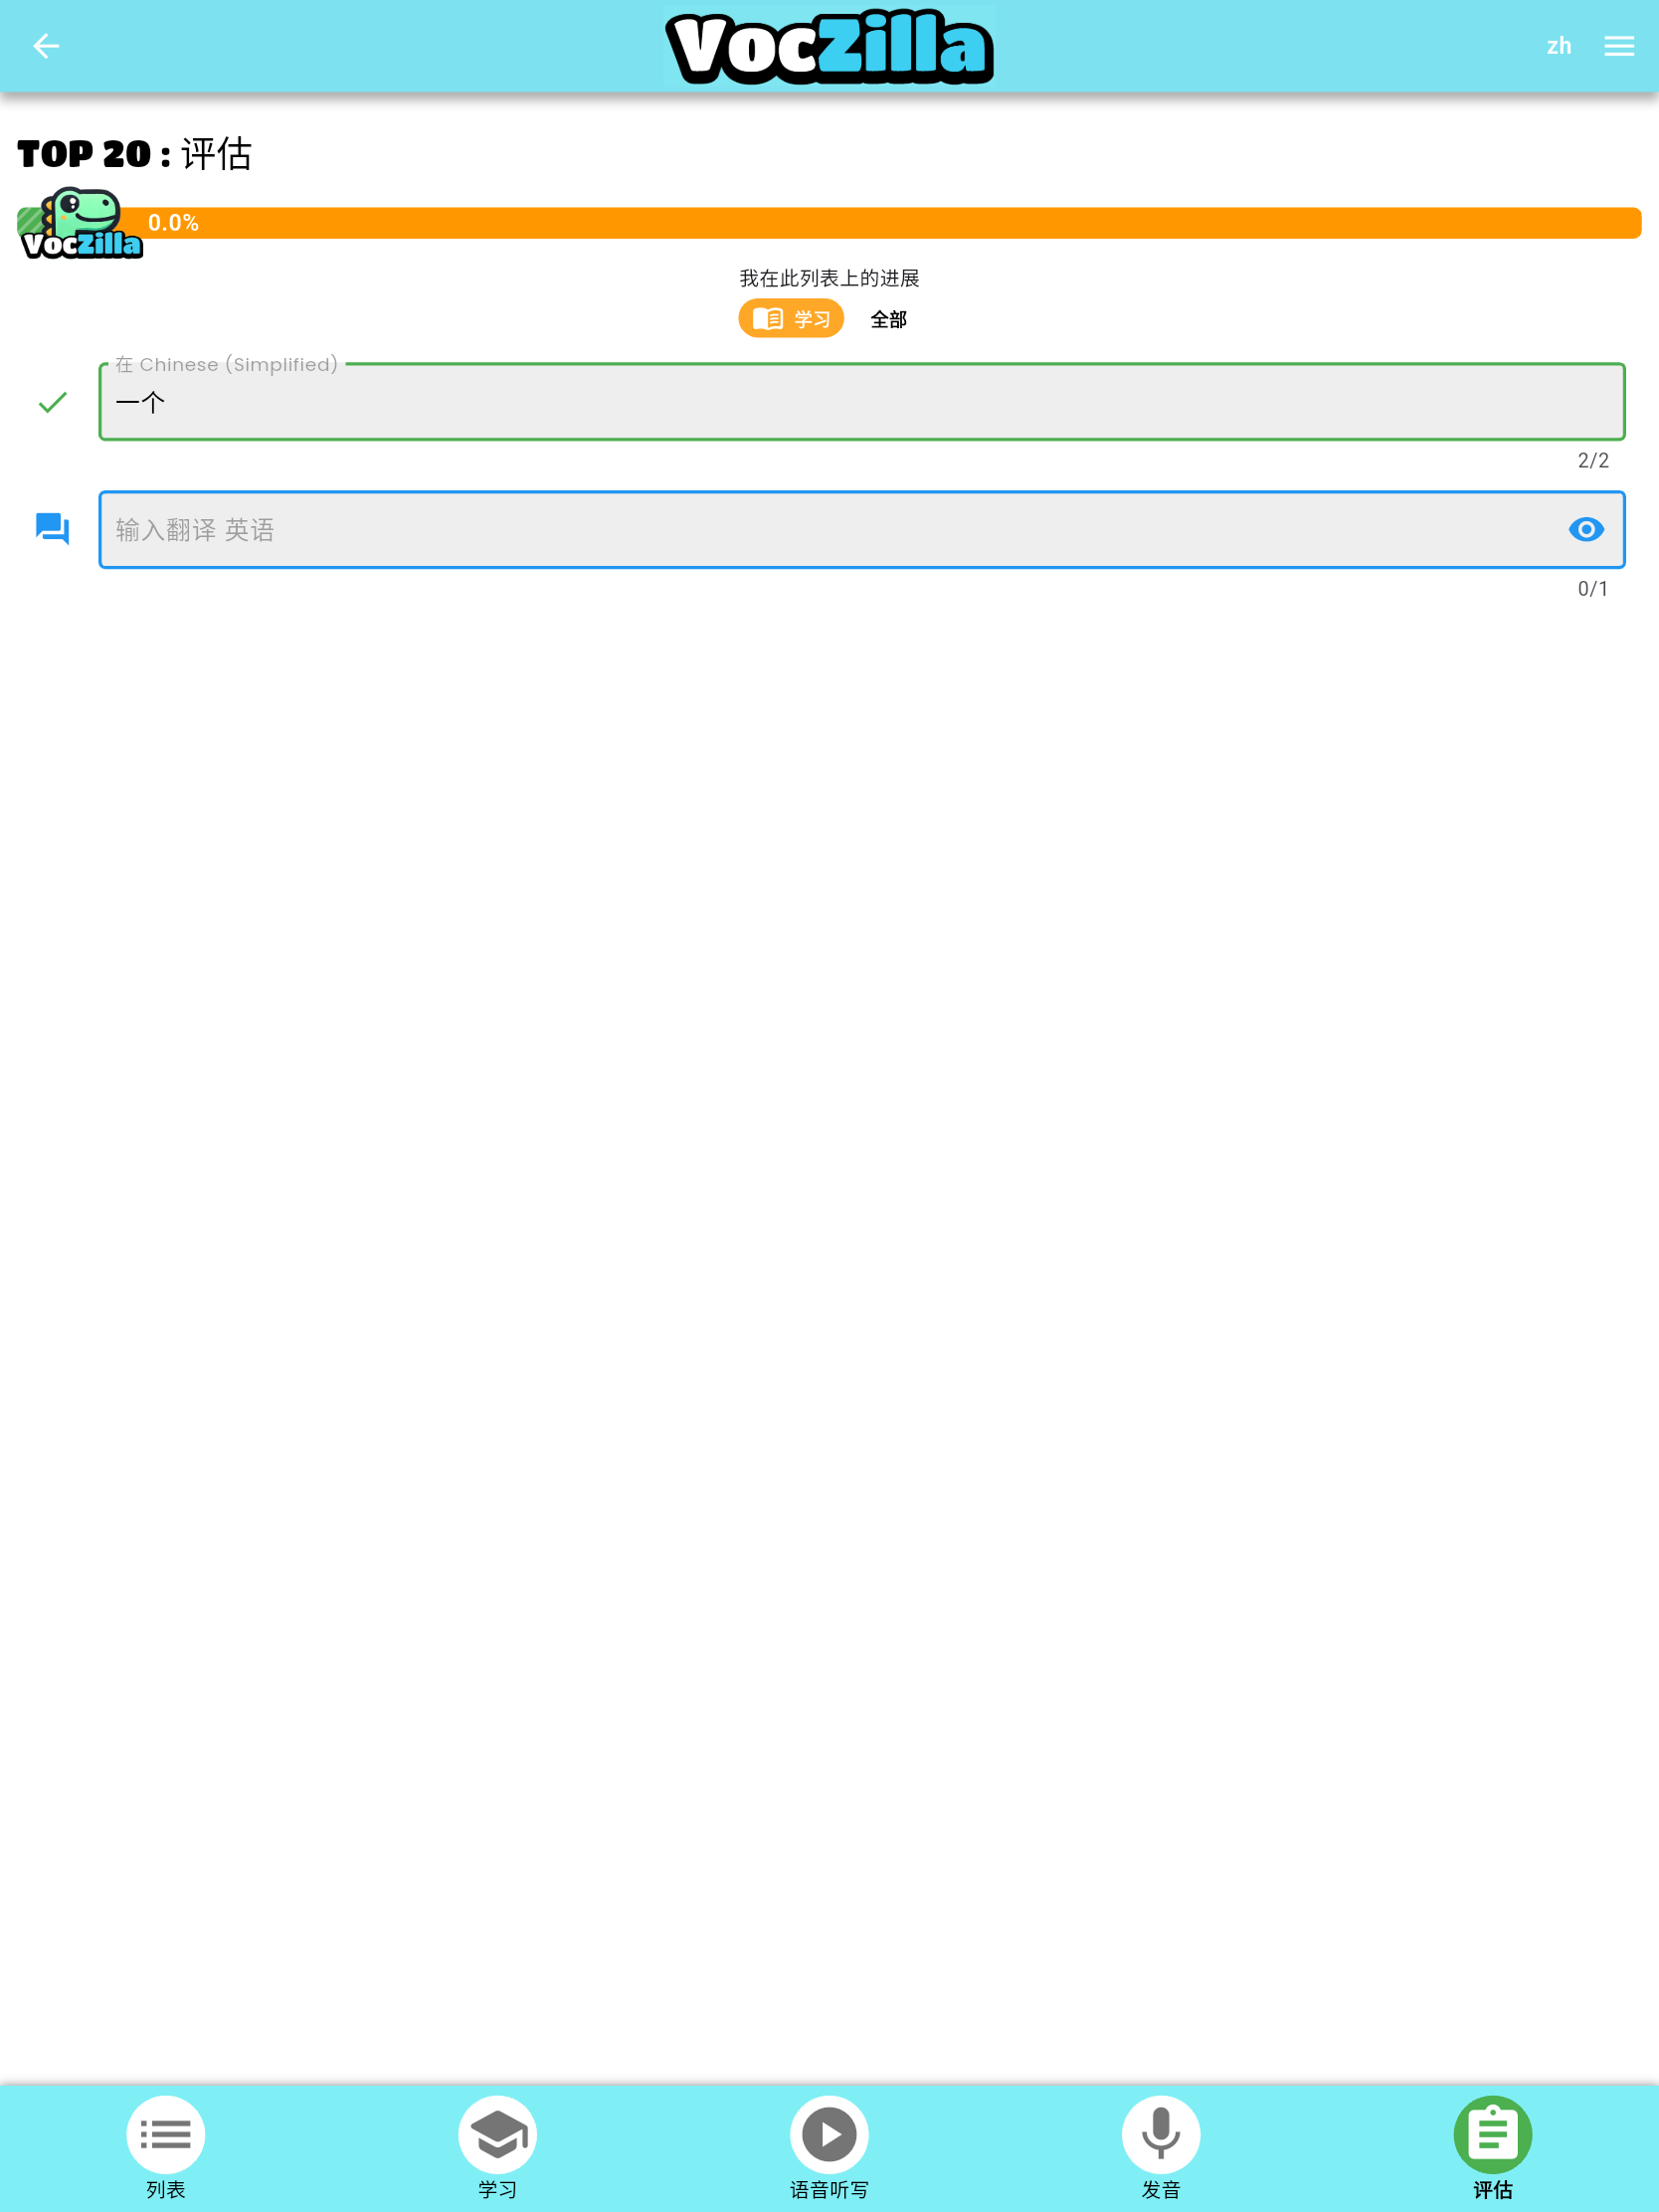 VocZilla
zh
TOP 20 : 评估
VocZilla
0.0%
我在此列表上的进展
学习 全部
在 Chinese (Simplified)
一个
2/2
输入翻译 英语
0/1
列表 学习 语音听写 发音 评估